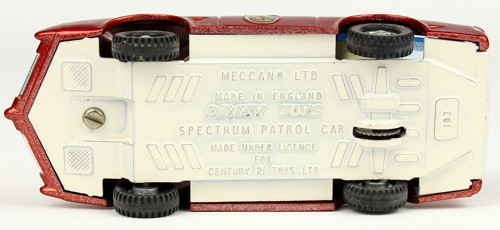 MECCANO LTD
MADE IN ENGLAND
DINKY TOYS
SPECTRUM PATROL CAR
MADE UNDER LICENCE
FOR
CENTURY 21 TOYS LTD
103